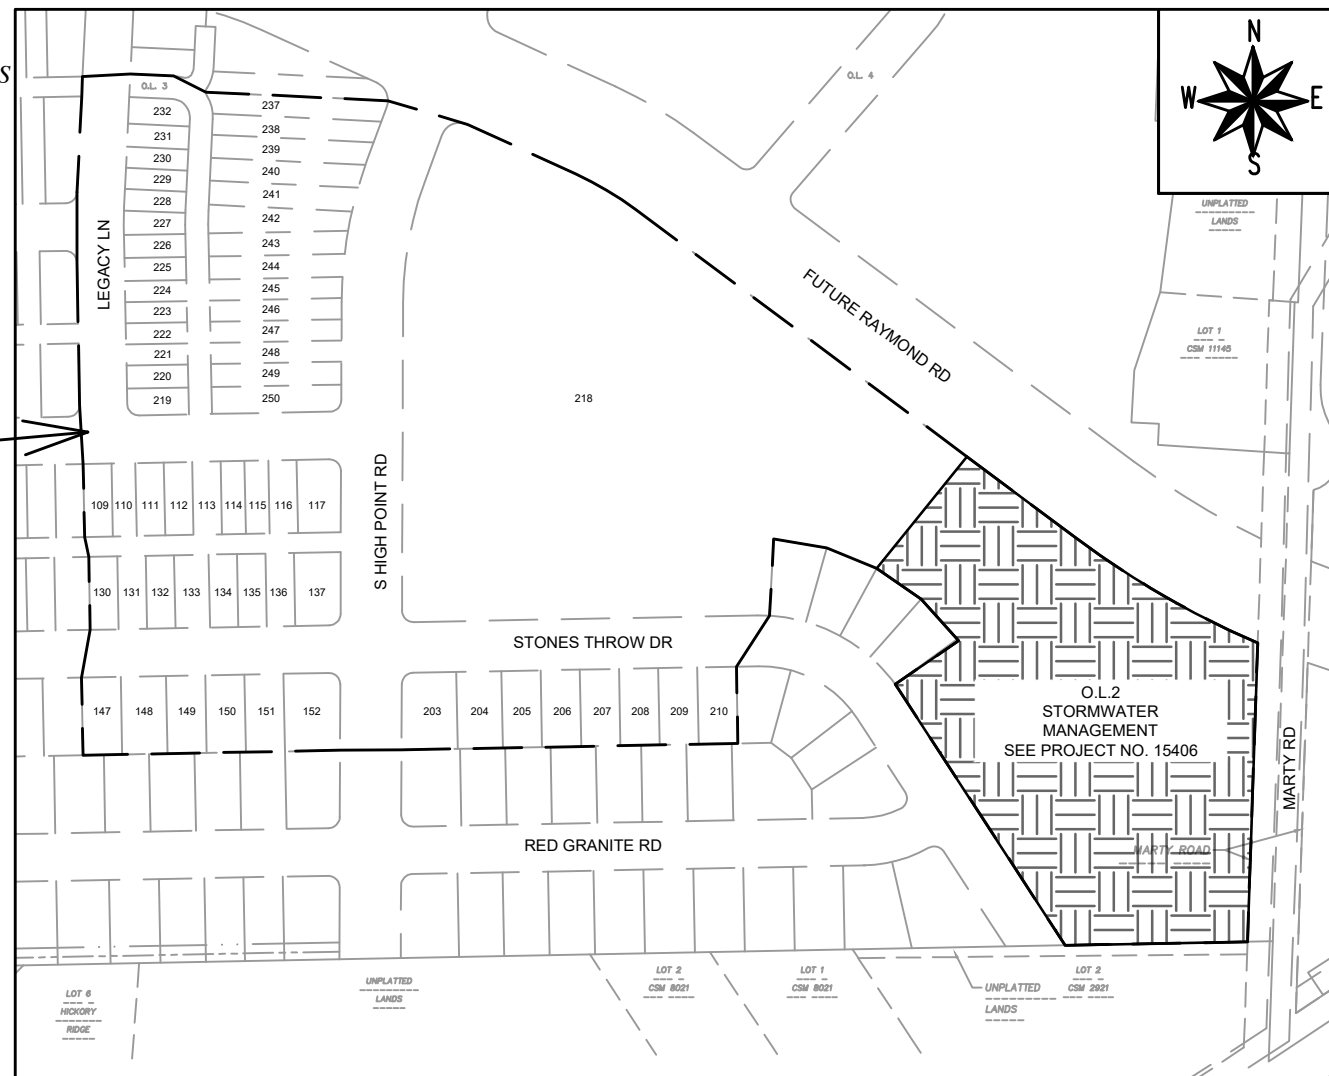 N
W E
S
s
O.L. 3
O.L. 4
232
231
230
229
228
227
226
225
224
223
222
221
220
219
237
238
239
240
241
242
243
244
245
246
247
248
249
250
LEGACY LN
S HIGH POINT RD
218
FUTURE RAYMOND RD
UNPLATTED
LANDS
LOT 1
CSM 11146
109 110 111 112 113 114 115 116 117
130 131 132 133 134 135 136 137
STONES THROW DR
147 148 149 150 151 152
203 204 205 206 207 208 209 210
O.L.2
STORMWATER
MANAGEMENT
SEE PROJECT NO. 15406
MARTY RD
MARTY ROAD
RED GRANITE RD
LOT 6
HICKORY
RIDGE
UNPLATTED
LANDS
LOT 2
CSM 8021
LOT 1
CSM 8021
UNPLATTED
LANDS
LOT 2
CSM 2921